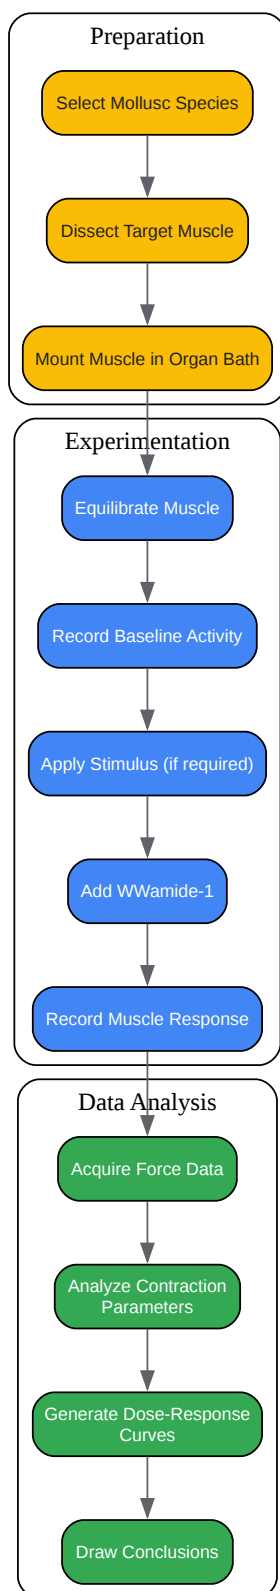 Preparation
Select Mollusc Species
Dissect Target Muscle
Mount Muscle in Organ Bath
Experimentation
Equilibrate Muscle
Record Baseline Activity
Apply Stimulus (if required)
Add WWamide-1
Record Muscle Response
Data Analysis
Acquire Force Data
Analyze Contraction
Parameters
Generate Dose-Response
Curves
Draw Conclusions